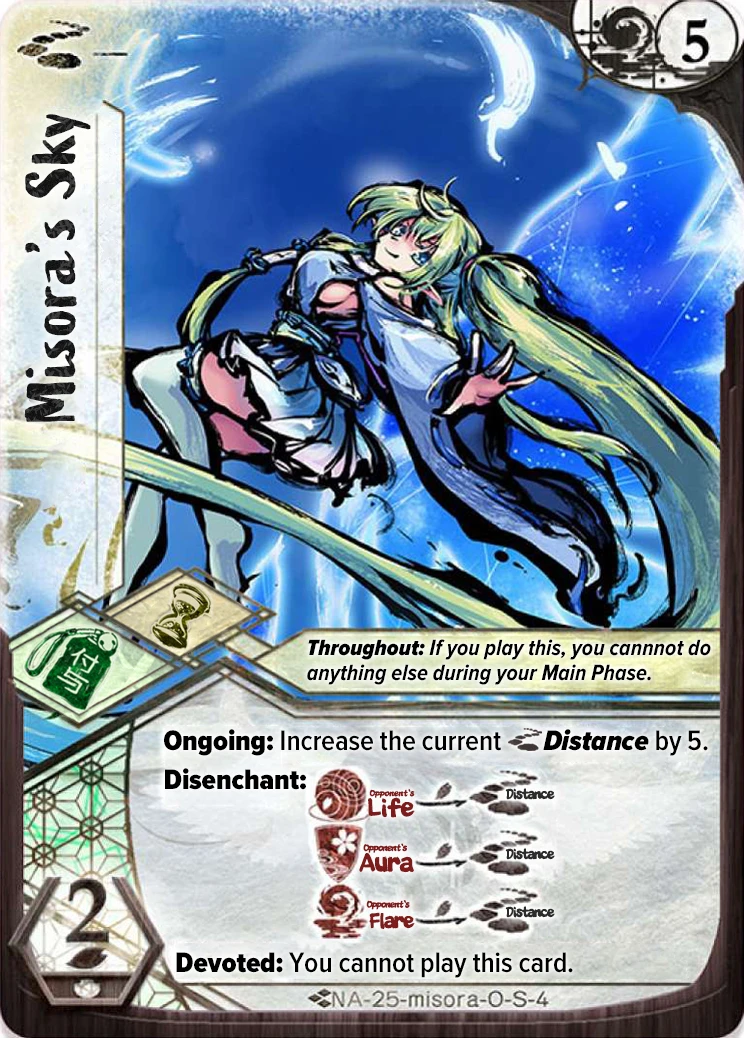 5
Misora's Sky
付与
Throughout: If you play this, you cannnot do
anything else during your Main Phase.
Ongoing: Increase the current Distance by 5.
Disenchant:
Opponent's
Life
Distance
Opponent's
Aura
Distance
Opponent's
Flare
Distance
2
Devoted: You cannot play this card.
NA-25-misora-O-S-4